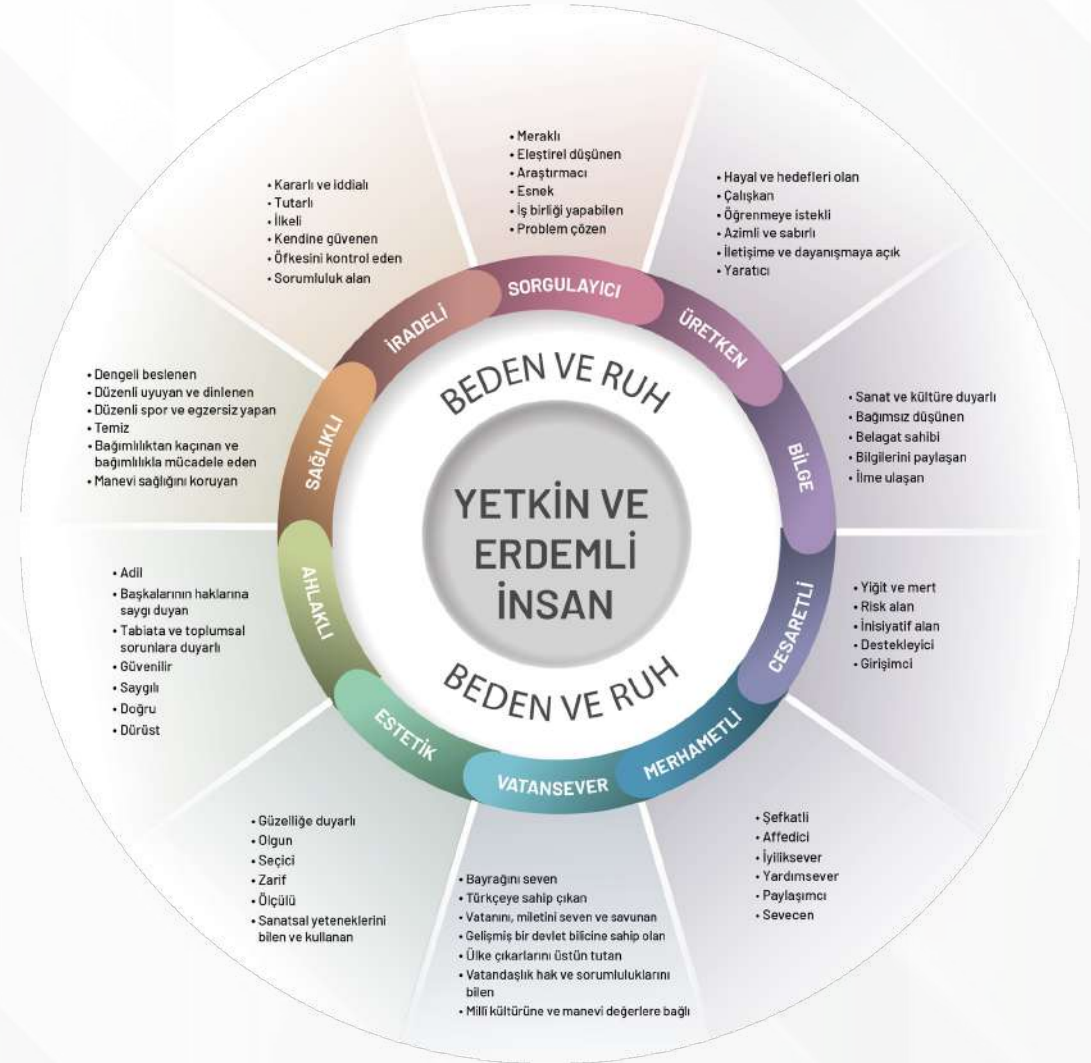 • Meraklı
• Eleştirel düşünen
• Araştırmacı
• Esnek
• İş birliği yapabilen
• Problem çözen
SORGULAYICI
• Hayal ve hedefleri olan
• Çalışkan
• Öğrenmeye istekli
• Azimli ve sabırlı
• İletişime ve dayanışmaya açık
• Yaratıcı
ÜRETKEN
• Sanat ve kültüre duyarlı
• Bağımsız düşünen
• Belagat sahibi
• Bilgilerini paylaşan
• İlme ulaşan
BİLGE
• Yiğit ve mert
• Risk alan
• İnisiyatif alan
• Destekleyici
• Girişimci
CESARETLİ
• Şefkatli
• Affedici
• İyiliksever
• Yardımsever
• Paylaşımcı
• Sevecen
MERHAMETLİ
• Bayrağını seven
• Türkçeye sahip çıkan
• Vatanını, miletini seven ve savunan
• Gelişmiş bir devlet bilicine sahip olan
• Ülke çıkarlarını üstün tutan
• Vatandaşlık hak ve sorumluluklarını
bilen
• Millî kültürüne ve manevi değerlere bağlı
VATANSEVER
• Güzelliğe duyarlı
• Olgun
• Seçici
• Zarif
• Ölçülü
• Sanatsal yeteneklerini
bilen ve kullanan
ESTETİK
• Adil
• Başkalarının haklarına
saygı duyan
• Tabiata ve toplumsal
sorunlara duyarlı
• Güvenilir
• Saygılı
• Doğru
• Dürüst
AHLAKLI
• Dengeli beslenen
• Düzenli uyuyan ve dinlenen
• Düzenli spor ve egzersiz yapan
• Temiz
• Bağımlılıktan kaçınan ve
bağımlılıkla mücadele eden
• Manevi sağlığını koruyan
SAĞLIKLI
• Kararlı ve iddialı
• Tutarlı
• İlkeli
• Kendine güvenen
• Öfkesini kontrol eden
• Sorumluluk alan
İRADELİ
BEDEN VE RUH
YETKİN VE
ERDEMLİ
İNSAN
BEDEN VE RUH